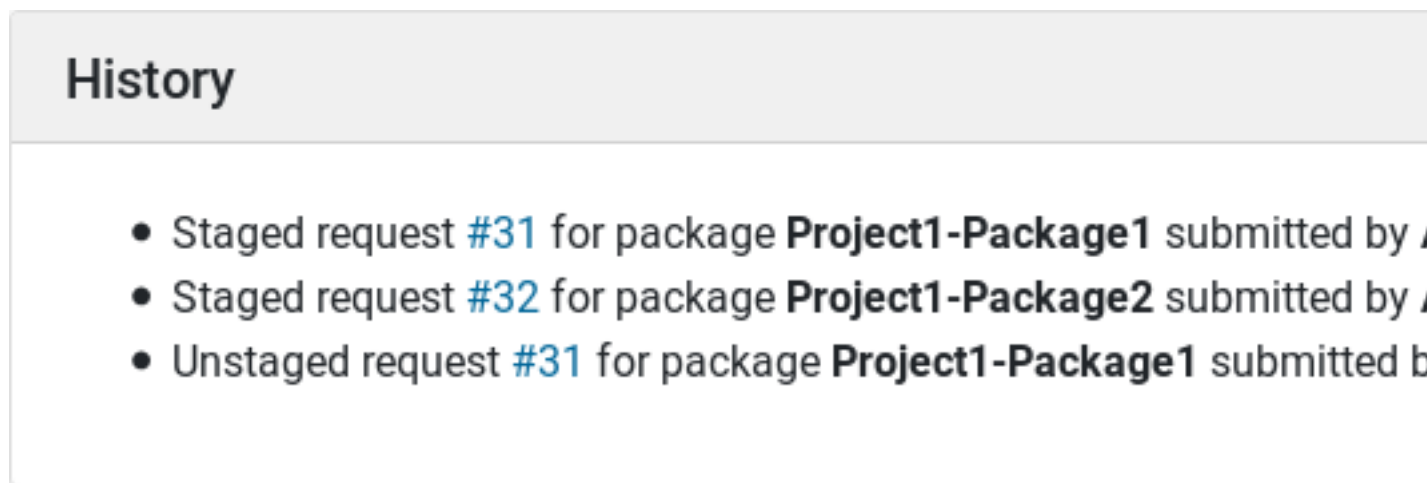 History
Staged request #31 for package Project1-Package1 submitted by
Staged request #32 for package Project1-Package2 submitted by
Unstaged request #31 for package Project1-Package1 submitted